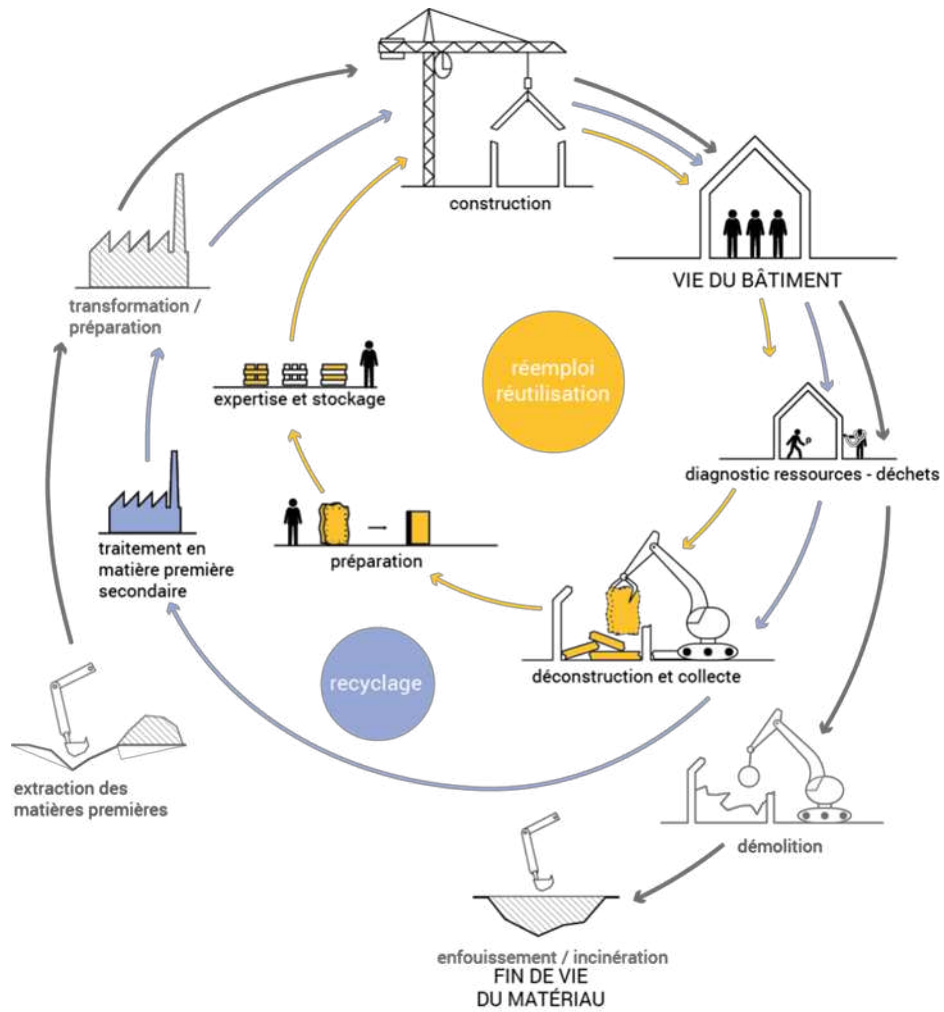 construction
VIE DU BÂTIMENT
transformation /
préparation
réemploi
réutilisation
expertise et stockage
diagnostic ressources - déchets
traitement en
matière première
secondaire
préparation
déconstruction et collecte
recyclage
extraction des
matières premières
démolition
enfouissement / incinération
FIN DE VIE
DU MATÉRIAU